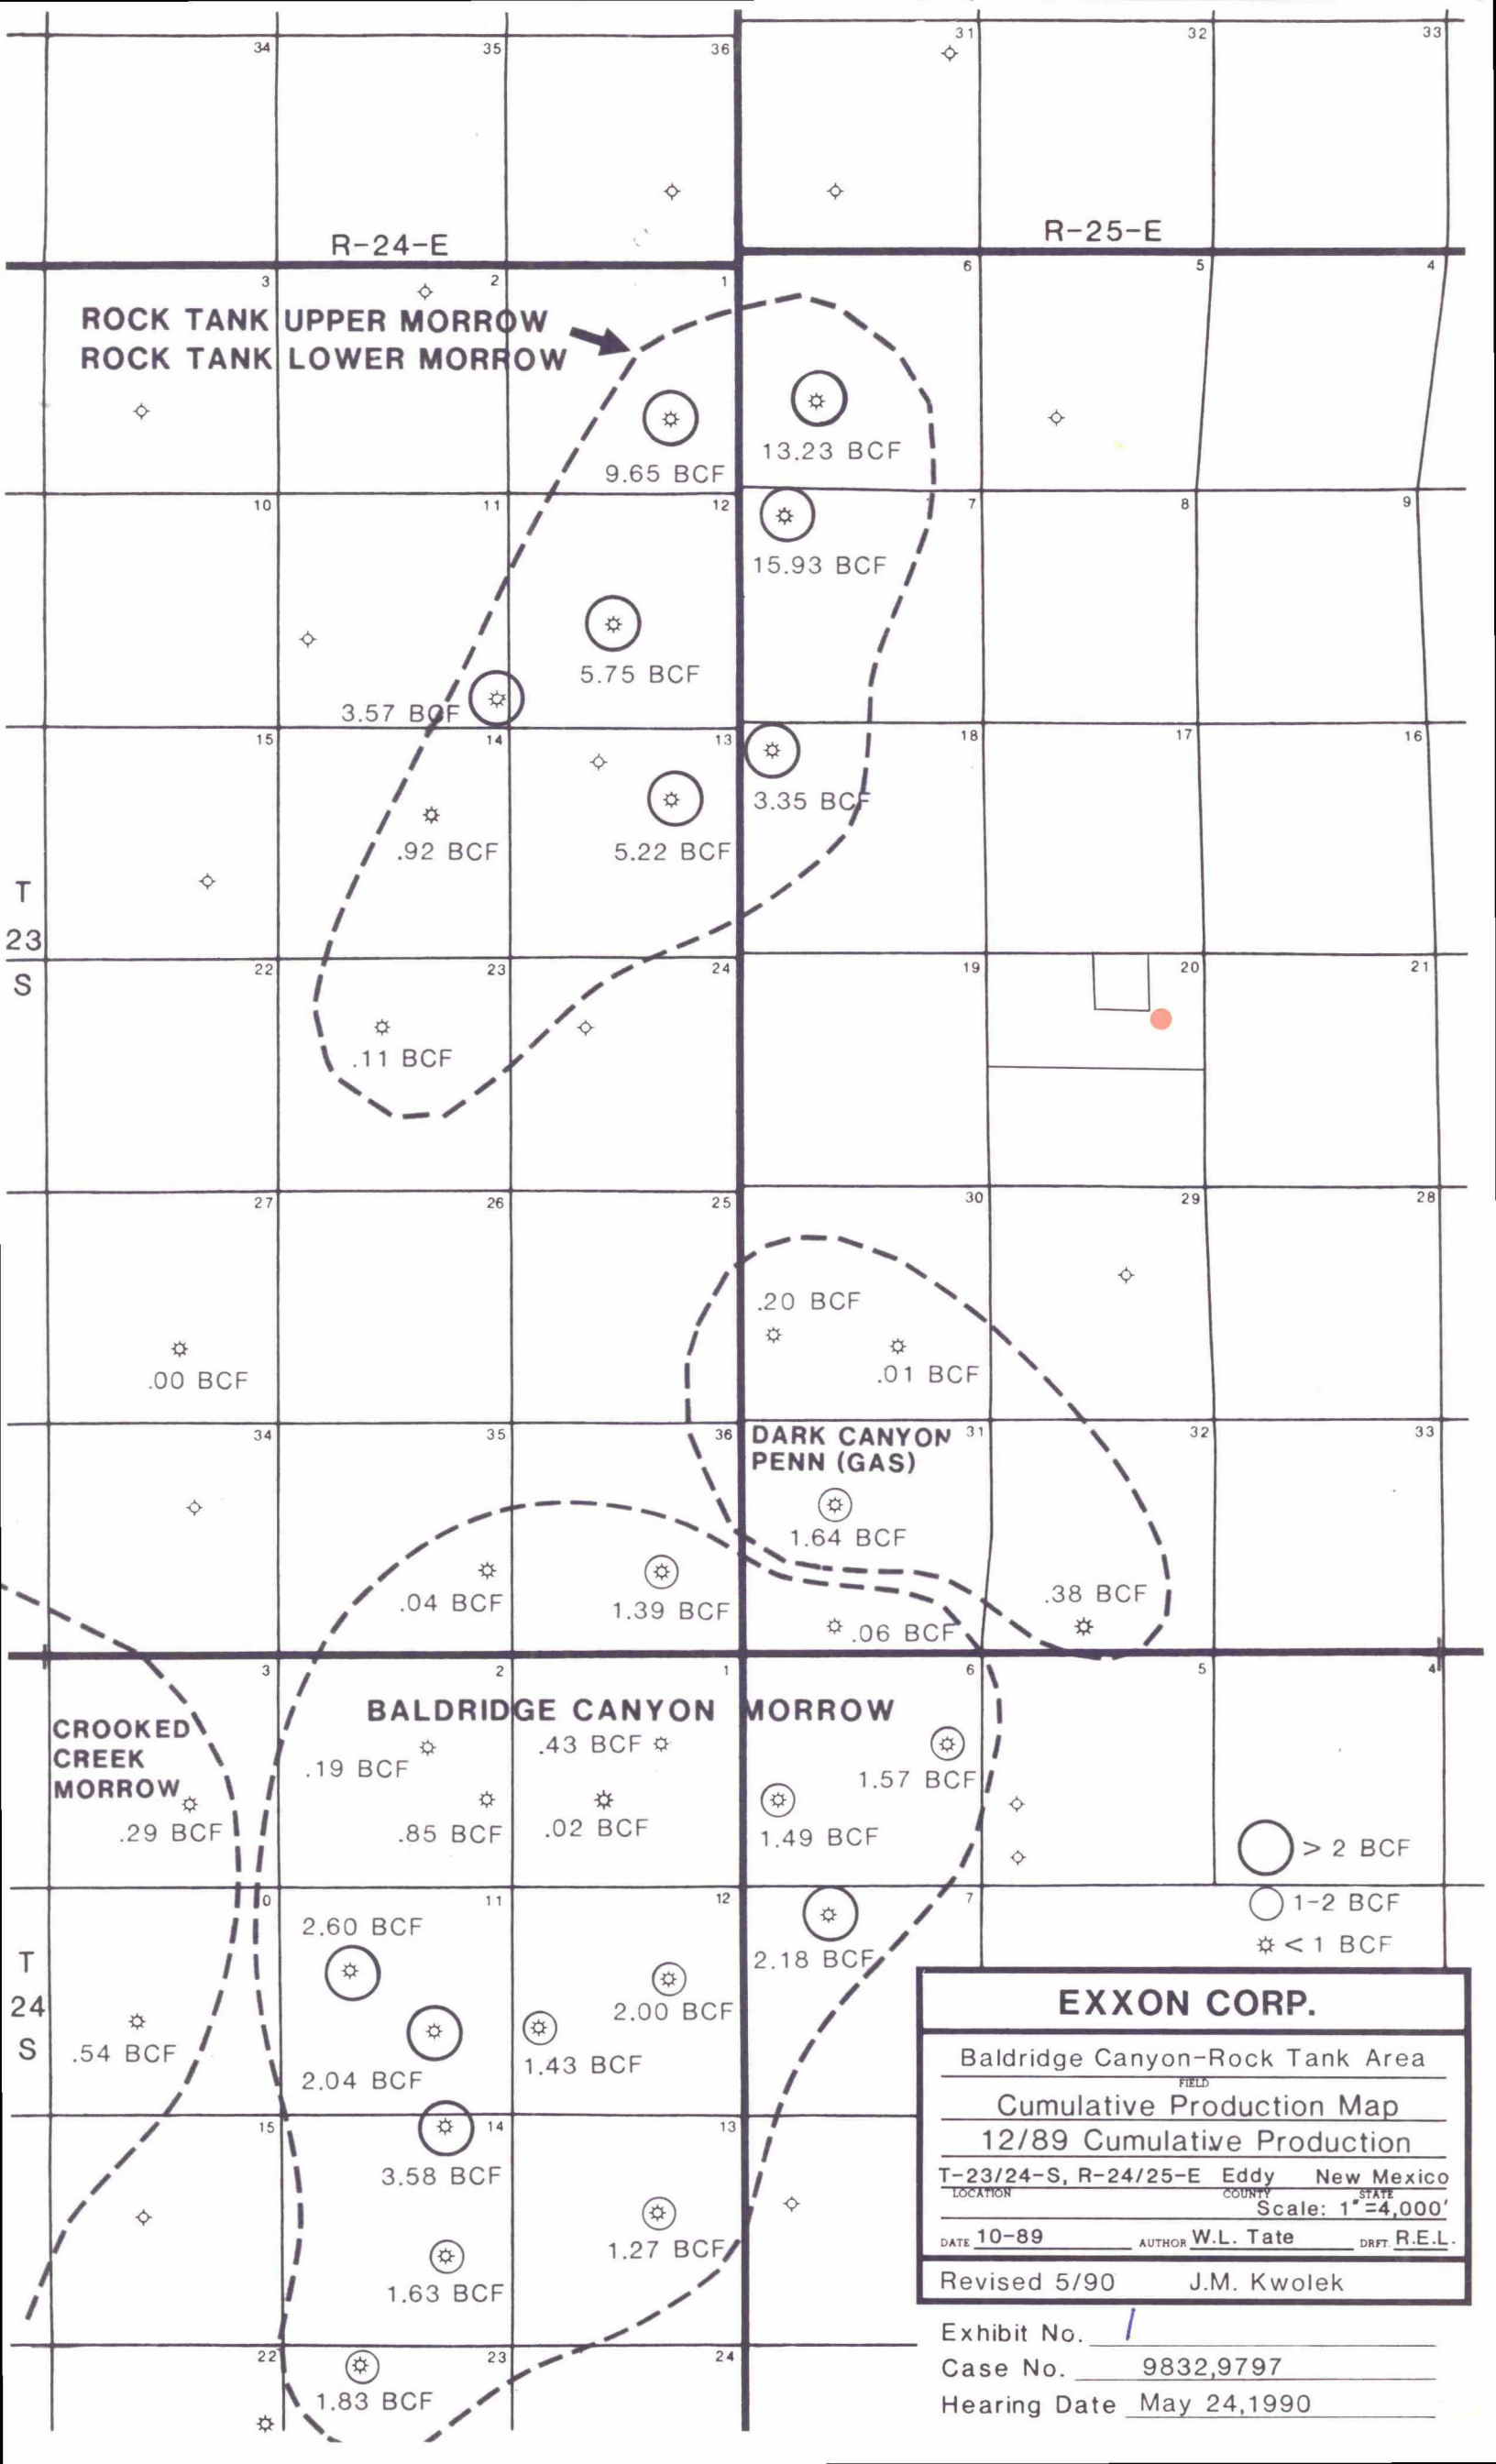 34 35 36 31 32 33
R-24-E R-25-E
3 2 1 6 5 4
ROCK TANK UPPER MORROW
ROCK TANK LOWER MORROW
13.23 BCF
9.65 BCF
10 11 12 7 8 9
15.93 BCF
5.75 BCF
3.57 BCF
15 14 13 18 17 16
3.35 BCF
.92 BCF 5.22 BCF
T
23
S
22 23 24 19 20 21
.11 BCF
27 26 25 30 29 28
.20 BCF
.00 BCF .01 BCF
34 35 36 31 32 33
DARK CANYON
PENN (GAS)
1.64 BCF
.04 BCF 1.39 BCF .38 BCF
.06 BCF
3 2 1 6 5 4
BALDRIDGE CANYON MORROW
CROOKED
CREEK
MORROW
.19 BCF .43 BCF
1.57 BCF
.29 BCF .85 BCF .02 BCF 1.49 BCF
> 2 BCF
1-2 BCF
< 1 BCF
0 11 12 7
2.60 BCF
2.18 BCF
T
24
S
2.00 BCF
.54 BCF 2.04 BCF 1.43 BCF
15 14 13
3.58 BCF
1.27 BCF
1.63 BCF
22 23 24
1.83 BCF
EXXON CORP.
Baldridge Canyon-Rock Tank Area
FIELD
Cumulative Production Map
12/89 Cumulative Production
T-23/24-S, R-24/25-E Eddy New Mexico
LOCATION COUNTY STATE
Scale: 1"=4,000'
DATE 10-89 AUTHOR W.L. Tate DRFT. R.E.L.
Revised 5/90 J.M. Kwolek
Exhibit No. 1
Case No. 9832,9797
Hearing Date May 24,1990